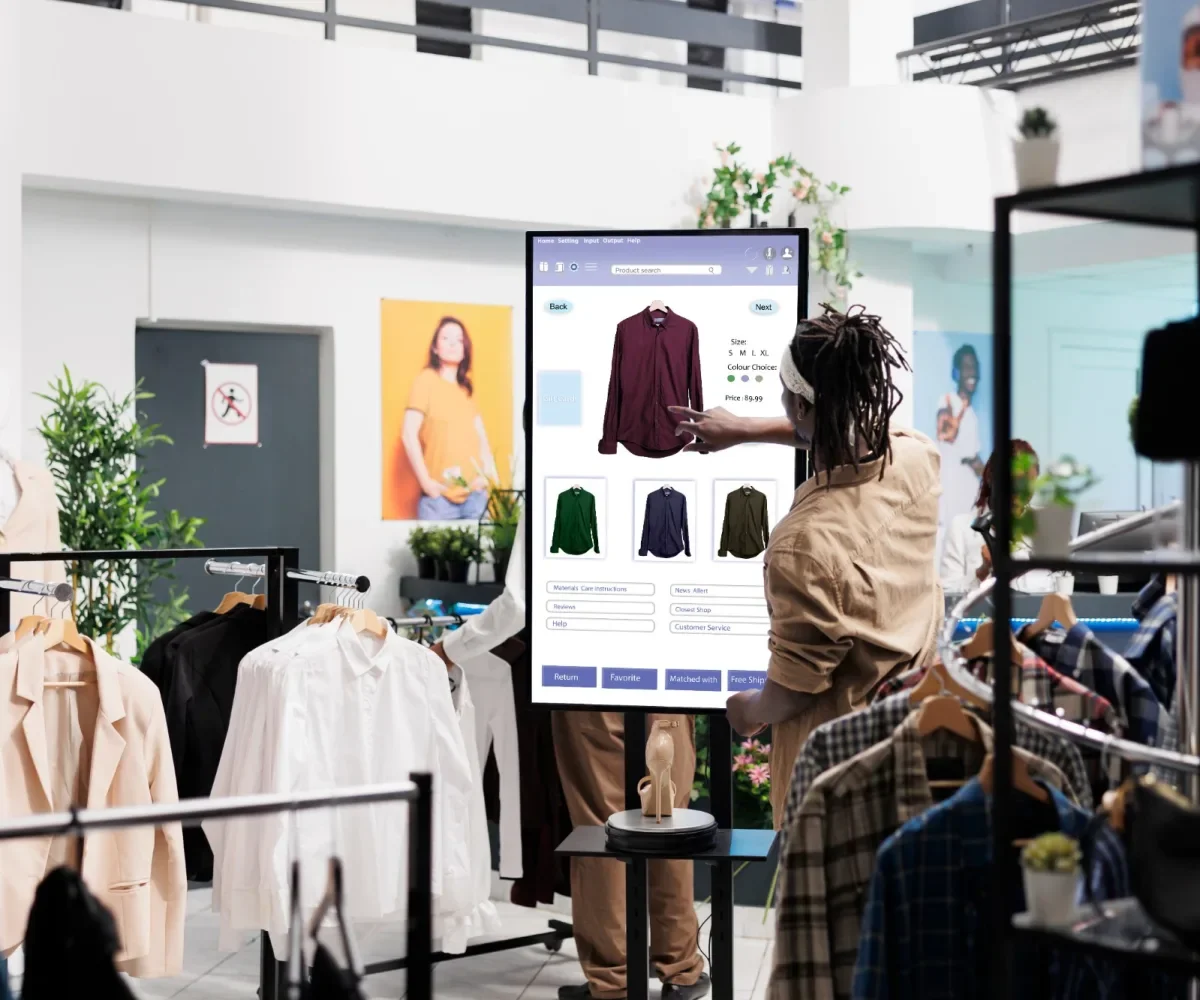 Home Setting Input Output Help
Product search
Back
Next
Size:
S M L XL
Colour Choice:
Price : 89.99
Materials Care instructions
News Allert
Reviews
Closest Shop
Help
Customer Service
Return
Favorite
Matched with
Free Ship